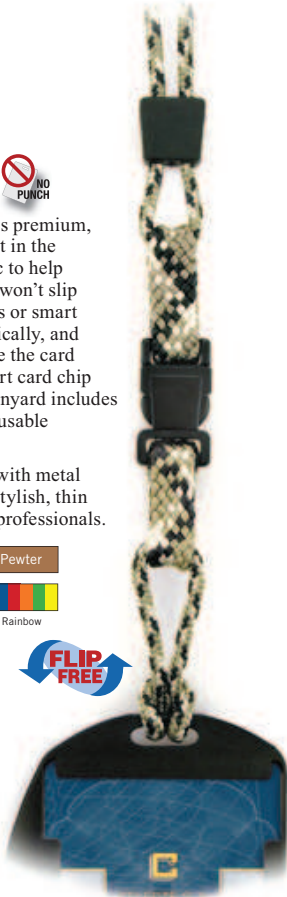 NO
PUNCH
s premium,
t in the
c to help
won't slip
s or smart
ically, and
e the card
rt card chip
nyard includes
usable
with metal
tylish, thin
professionals.
Pewter
Rainbow
FLIP
FREE
C